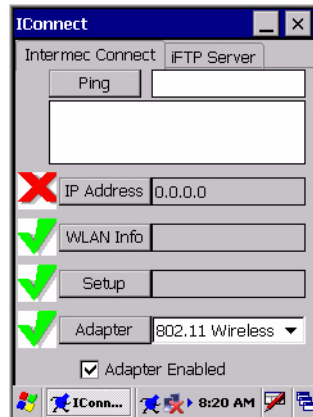 IConnect
Intermec Connect iFTP Server
Ping
IP Address 0.0.0.0
WLAN Info
Setup
Adapter 802.11 Wireless
Adapter Enabled
IConn... 8:20 AM